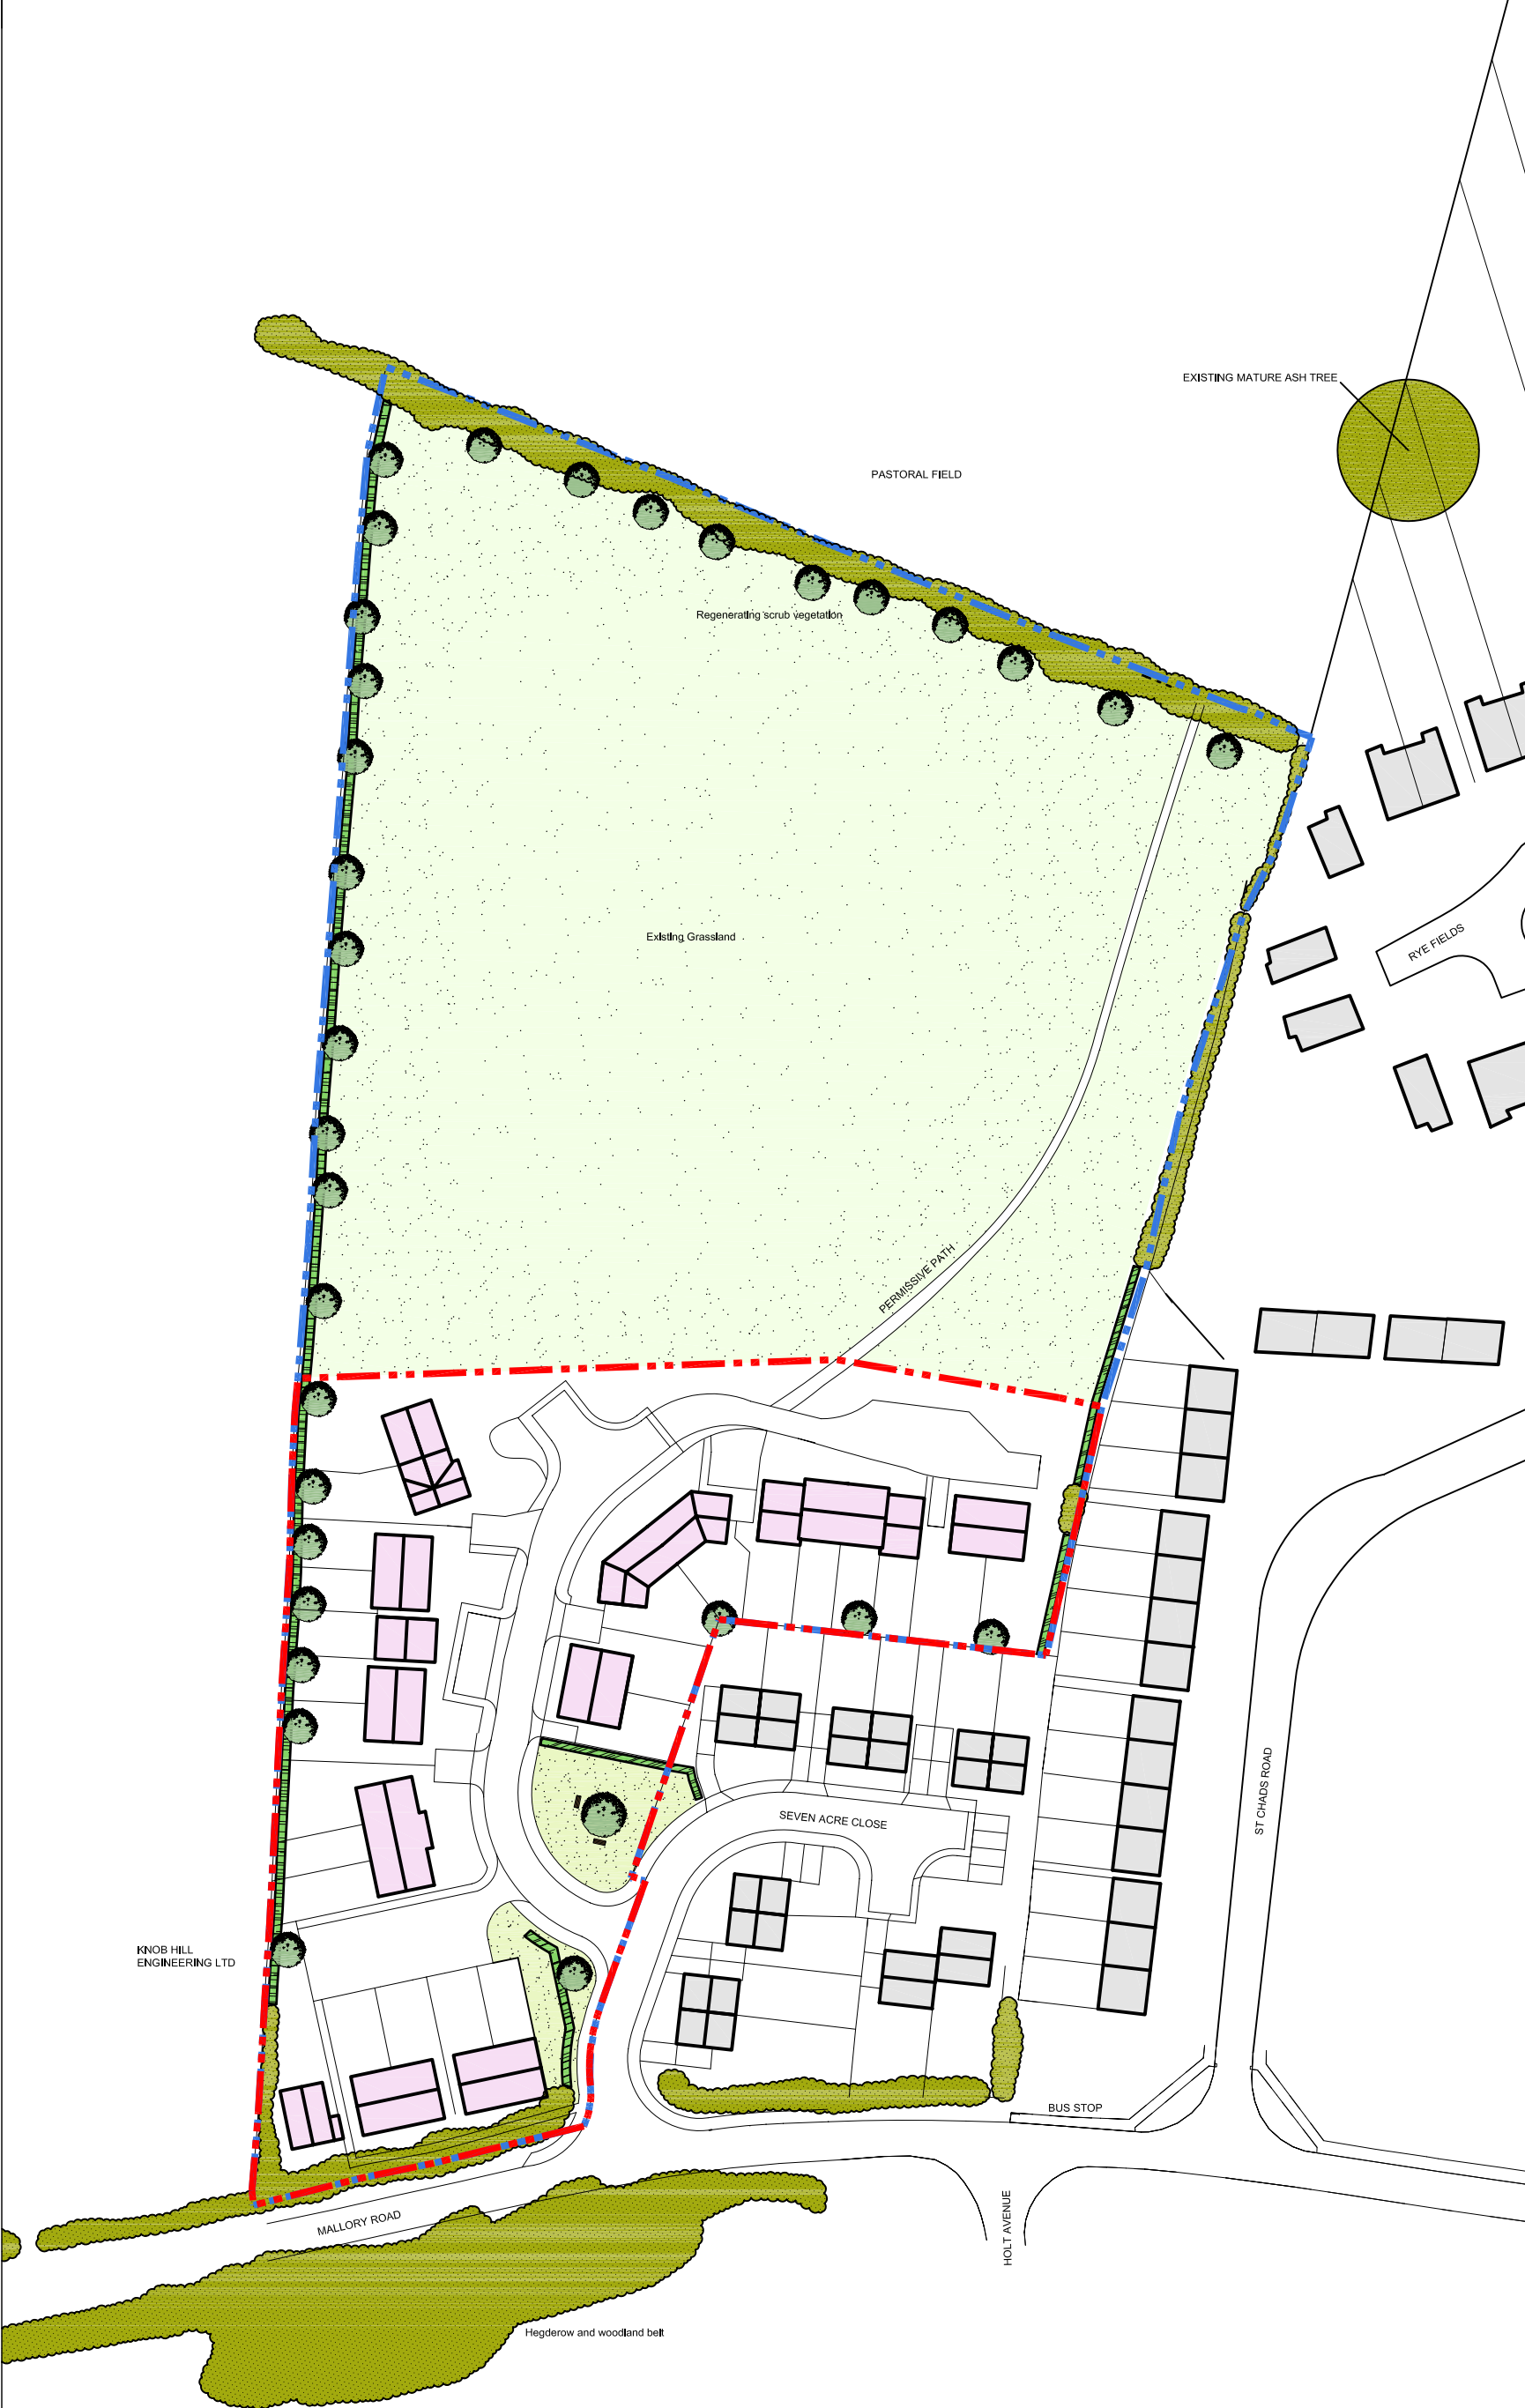 EXISTING MATURE ASH TREE
PASTORAL FIELD
Regenerating scrub vegetation
RYE FIELDS
Existing Grassland
PERMISSIVE PATH
ST CHADS ROAD
SEVEN ACRE CLOSE
KNOB HILL
ENGINEERING LTD
BUS STOP
MALLORY ROAD
HOLT AVENUE
Hegderow and woodland belt